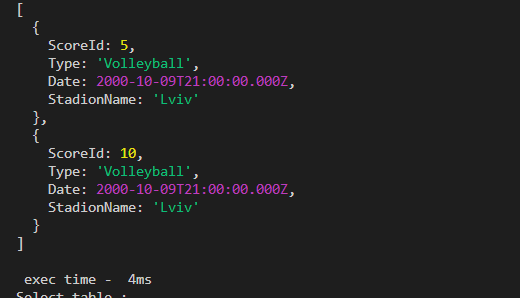 [
  {
    ScoreId: 5,
    Type: 'Volleyball',
    Date: 2000-10-09T21:00:00.000Z,
    StadionName: 'Lviv'
  },
  {
    ScoreId: 10,
    Type: 'Volleyball',
    Date: 2000-10-09T21:00:00.000Z,
    StadionName: 'Lviv'
  }
]
 exec time -  4ms
Select table :